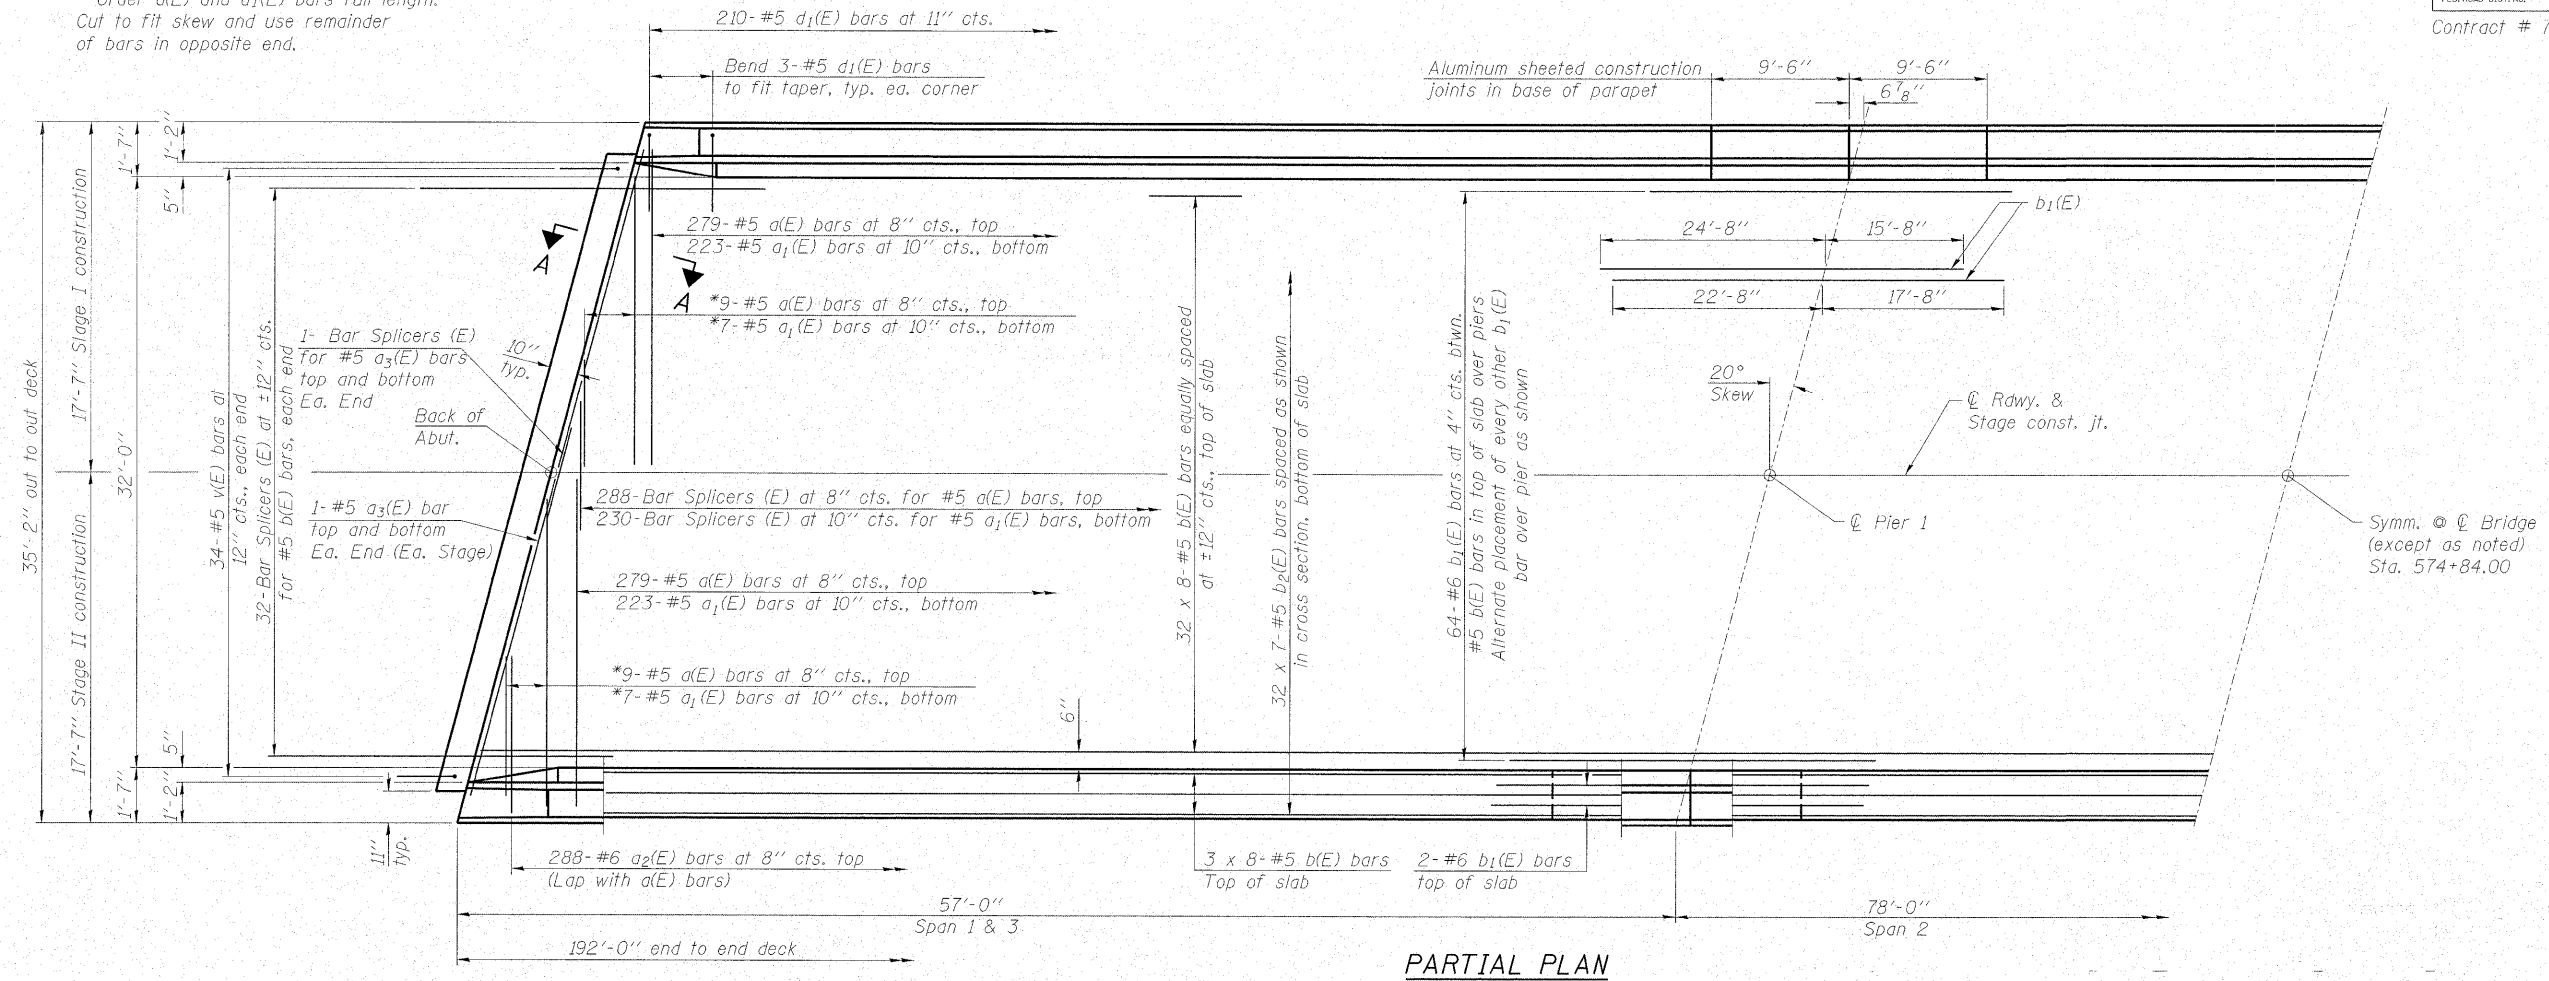 Order a(E) and a1(E) bars full length.
Cut to fit skew and use remainder
of bars in opposite end.
Contract # 7
210-#5 d1(E) bars at 11" cts.
Bend 3-#5 d1(E) bars
to fit taper, typ. ea. corner
Aluminum sheeted construction
joints in base of parapet
9'-6"
9'-6"
6 7/8"
1'-7"
1'-2"
5"
35'-2" out to out deck
17'-7" Stage I construction
17'-7" Stage II construction
32'-0"
34-#5 v(E) bars at
12" cts., each end
32-Bar Splicers (E) at ±12" cts.
for #5 b(E) bars, each end
A
A
279-#5 a(E) bars at 8" cts., top
223-#5 a1(E) bars at 10" cts., bottom
*9-#5 a(E) bars at 8" cts., top
*7-#5 a1(E) bars at 10" cts., bottom
1- Bar Splicers (E)
for #5 a3(E) bars
top and bottom
Ea. End
10"
typ.
Back of
Abut.
1-#5 a3(E) bar
top and bottom
Ea. End (Ea. Stage)
288-Bar Splicers (E) at 8" cts. for #5 a(E) bars, top
230-Bar Splicers (E) at 10" cts. for #5 a1(E) bars, bottom
279-#5 a(E) bars at 8" cts., top
223-#5 a1(E) bars at 10" cts., bottom
*9-#5 a(E) bars at 8" cts., top
*7-#5 a1(E) bars at 10" cts., bottom
32 x 8-#5 b(E) bars equally spaced
at ±12" cts., top of slab
32 x 7-#5 b2(E) bars spaced as shown
in cross section, bottom of slab
64-#6 b1(E) bars at 4" cts. btwn.
#5 b(E) bars in top of slab over piers
Alternate placement of every other b1(E)
bar over pier as shown
b1(E)
24'-8"
15'-8"
22'-8"
17'-8"
20°
Skew
℄ Rdwy. &
Stage const. jt.
℄ Pier 1
Symm. @ ℄ Bridge
(except as noted)
Sta. 574+84.00
6"
5"
1'-7"
1'-2"
11"
typ.
288-#6 a2(E) bars at 8" cts. top
(Lap with a(E) bars)
3 x 8-#5 b(E) bars
Top of slab
2-#6 b1(E) bars
top of slab
57'-0"
Span 1 & 3
78'-0"
Span 2
192'-0" end to end deck
PARTIAL PLAN